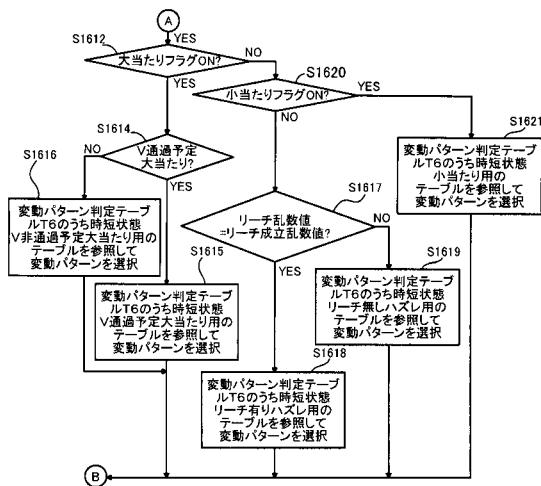 A
YES
S1612
大当たりフラグON?
NO
YES
S1620
小当たりフラグON?
YES
NO
S1614
V通過予定
大当たり?
NO
YES
S1616
変動パターン判定テーブ
ルT6のうち時短状態
V非通過予定大当たり用の
テーブルを参照して
変動パターンを選択
S1615
変動パターン判定テーブ
ルT6のうち時短状態
V通過予定大当たり用の
テーブルを参照して
変動パターンを選択
S1621
変動パターン判定テーブ
ルT6のうち時短状態
小当たり用の
テーブルを参照して
変動パターンを選択
S1617
リーチ乱数値
=リーチ成立乱数値?
NO
YES
S1619
変動パターン判定テーブ
ルT6のうち時短状態
リーチ無しハズレ用の
テーブルを参照して
変動パターンを選択
S1618
変動パターン判定テーブ
ルT6のうち時短状態
リーチ有りハズレ用の
テーブルを参照して
変動パターンを選択
B